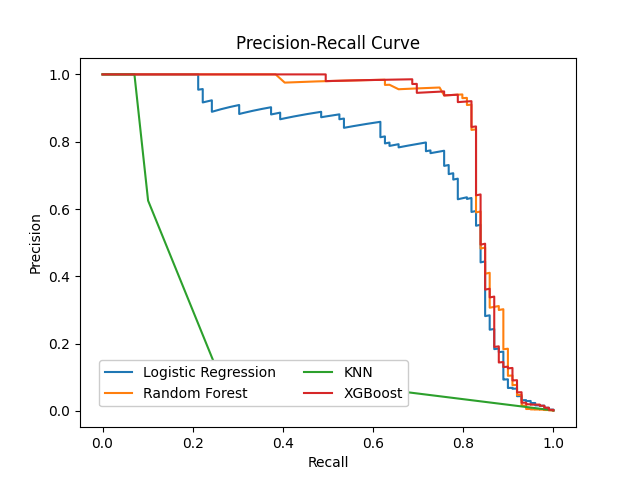 Precision-Recall Curve
Precision
1.0
0.8
0.6
0.4
0.2
0.0
Logistic Regression
Random Forest
KNN
XGBoost
0.0 0.2 0.4 0.6 0.8 1.0
Recall